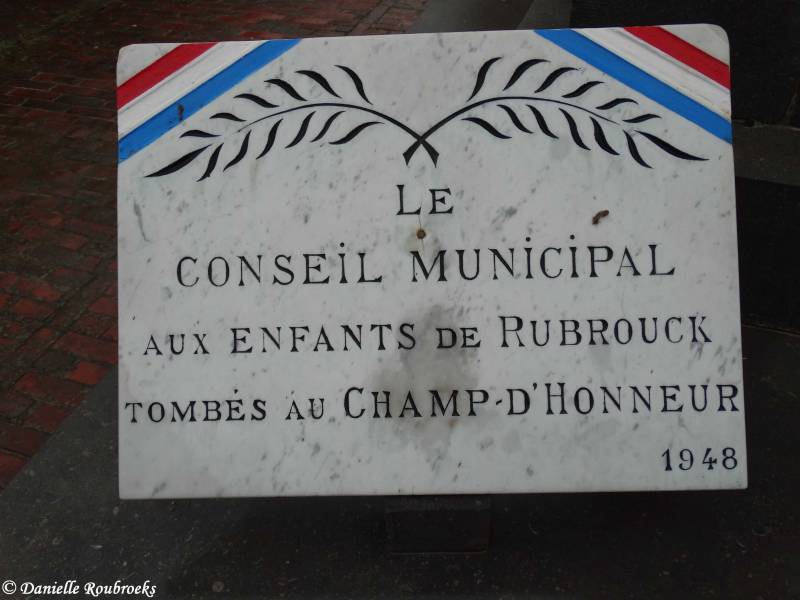 LE
CONSEiL MUNiCiPAL
AUX ENFANTS DE RUBROUCK
TOMBÉS AU CHAMP-D'HONNEUR
1948
© Danielle Roubroeks